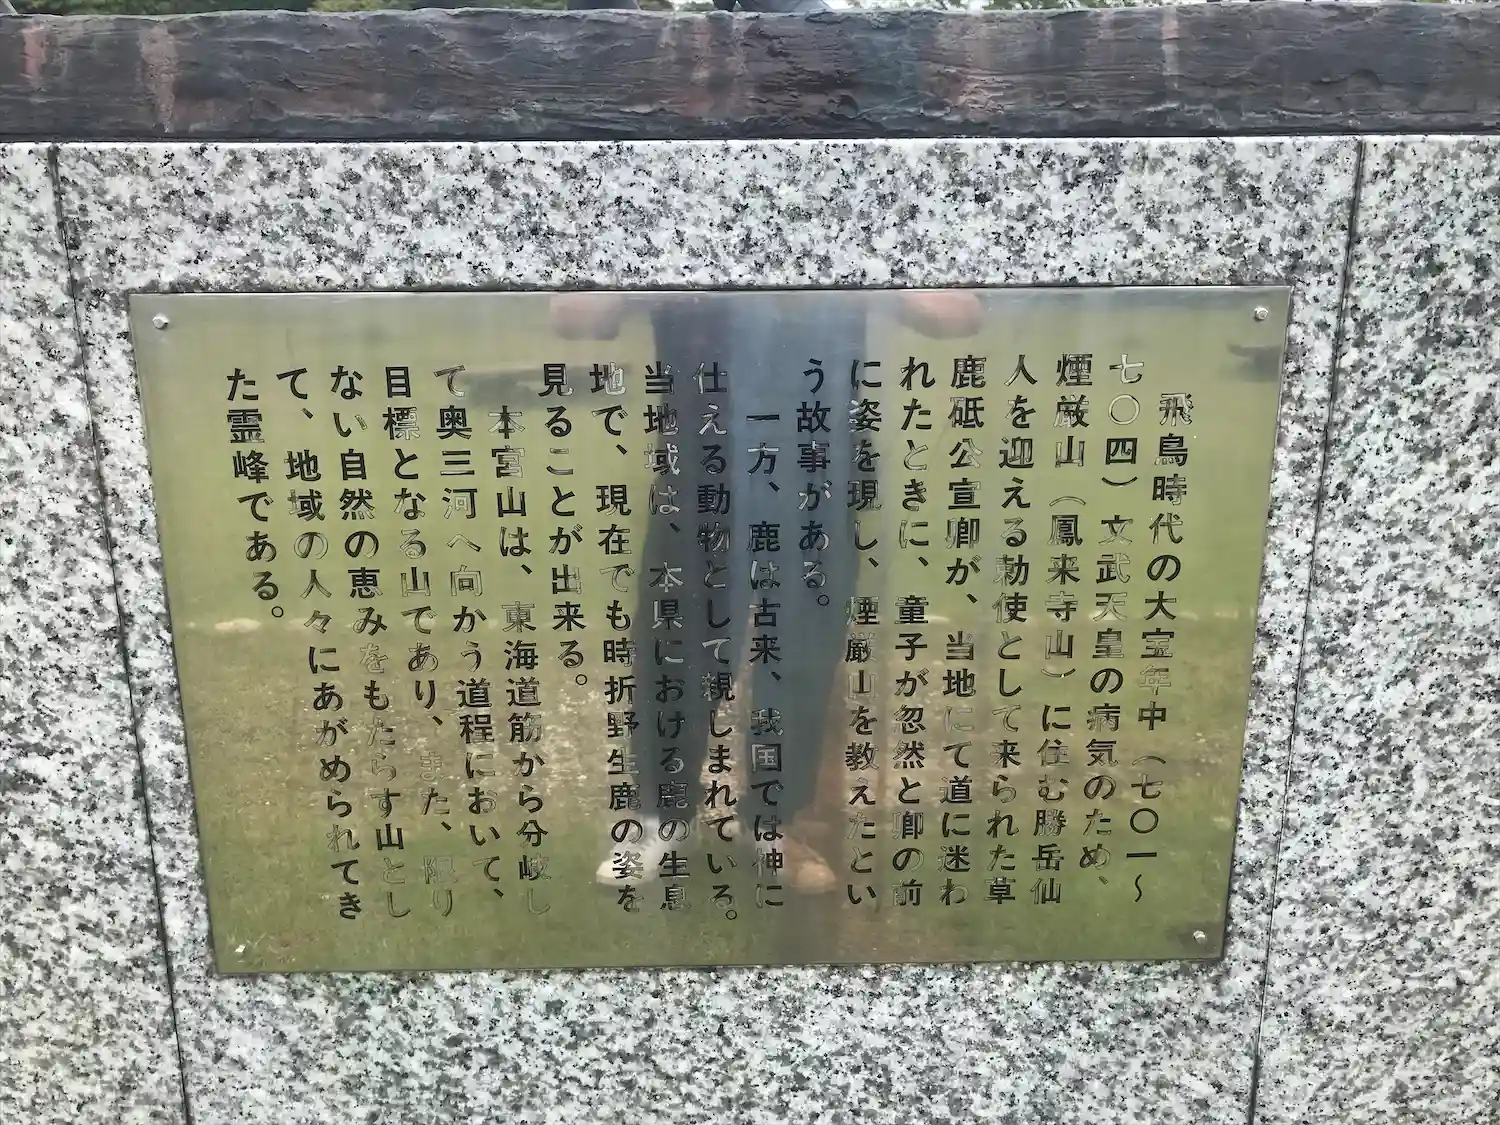 飛鳥時代の大宝年中（七〇一～
七〇四）文武天皇の病気のため、
煙厳山（鳳来寺山）に住む勝岳仙
人を迎える勅使として来られた草
鹿砥公宣卿が、当地にて道に迷わ
れたときに、童子が忽然と卿の前
に姿を現し、煙厳山を教えたとい
う故事がある。
一方、鹿は古来、我国では神に
仕える動物として親しまれている。
当地域は、本県における鹿の生息
地で、現在でも時折野生鹿の姿を
見ることが出来る。
本宮山は、東海道筋から分岐し
て奥三河へ向かう道程において、
目標となる山であり、また、限り
ない自然の恵みをもたらす山とし
て、地域の人々にあがめられてき
た霊峰である。